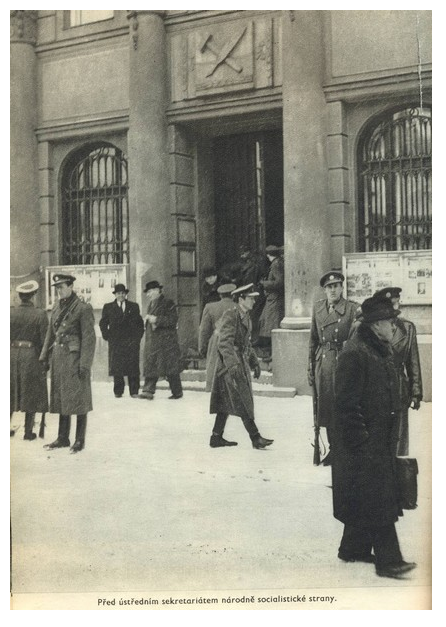 Před ústředním sekretariátem národně socialistické strany.